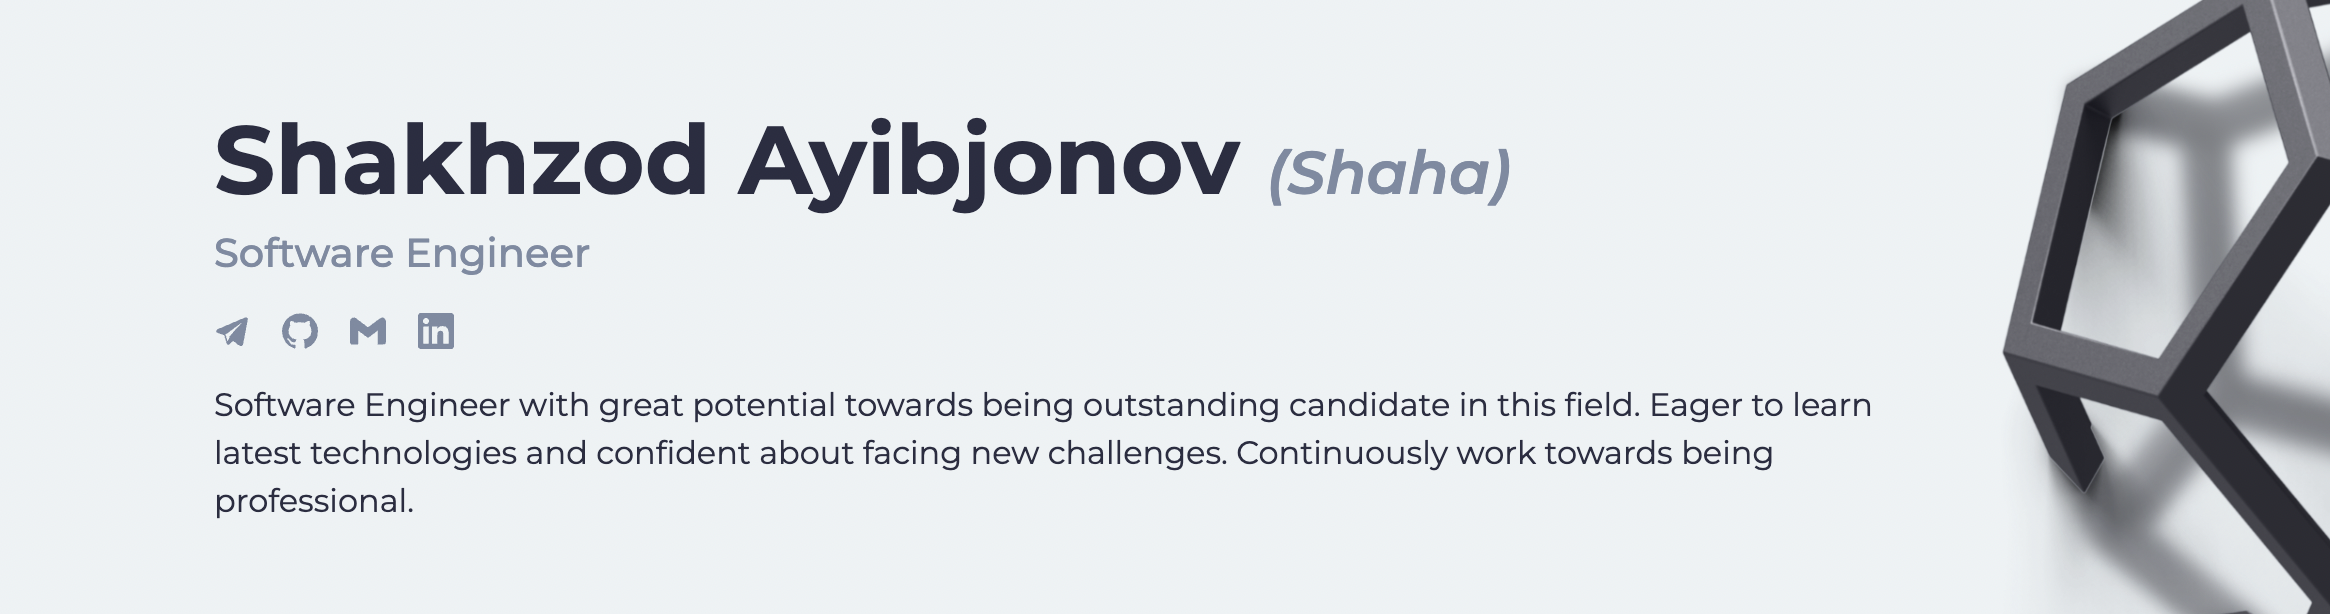 Shakhzod Ayibjonov (Shaha)
Software Engineer
Software Engineer with great potential towards being outstanding candidate in this field. Eager to learn
latest technologies and confident about facing new challenges. Continuously work towards being
professional.